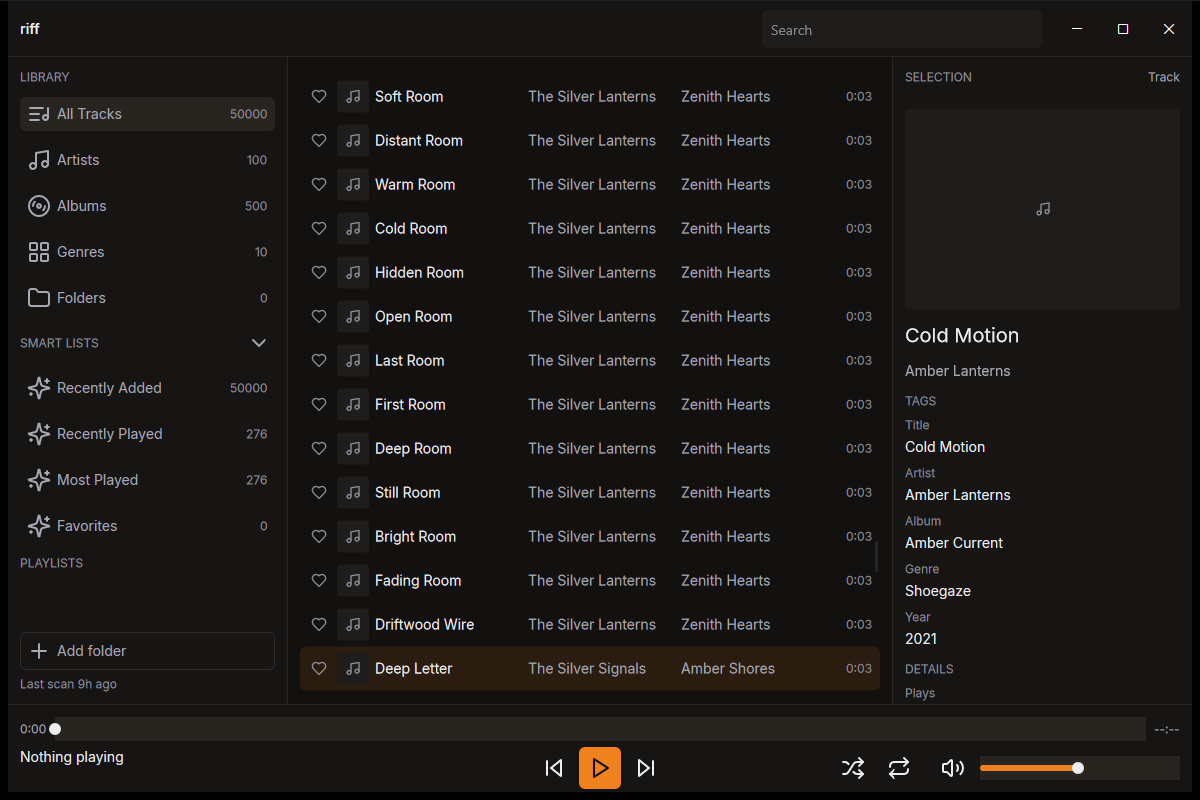 riff
Search
LIBRARY
All Tracks 50000
Artists 100
Albums 500
Genres 10
Folders 0
SMART LISTS
Recently Added 50000
Recently Played 276
Most Played 276
Favorites 0
PLAYLISTS
Add folder
Last scan 9h ago
Soft Room The Silver Lanterns Zenith Hearts 0:03
Distant Room The Silver Lanterns Zenith Hearts 0:03
Warm Room The Silver Lanterns Zenith Hearts 0:03
Cold Room The Silver Lanterns Zenith Hearts 0:03
Hidden Room The Silver Lanterns Zenith Hearts 0:03
Open Room The Silver Lanterns Zenith Hearts 0:03
Last Room The Silver Lanterns Zenith Hearts 0:03
First Room The Silver Lanterns Zenith Hearts 0:03
Deep Room The Silver Lanterns Zenith Hearts 0:03
Still Room The Silver Lanterns Zenith Hearts 0:03
Bright Room The Silver Lanterns Zenith Hearts 0:03
Fading Room The Silver Lanterns Zenith Hearts 0:03
Driftwood Wire The Silver Lanterns Zenith Hearts 0:03
Deep Letter The Silver Signals Amber Shores 0:03
SELECTION Track
Cold Motion
Amber Lanterns
TAGS
Title
Cold Motion
Artist
Amber Lanterns
Album
Amber Current
Genre
Shoegaze
Year
2021
DETAILS
Plays
0:00 --:--
Nothing playing